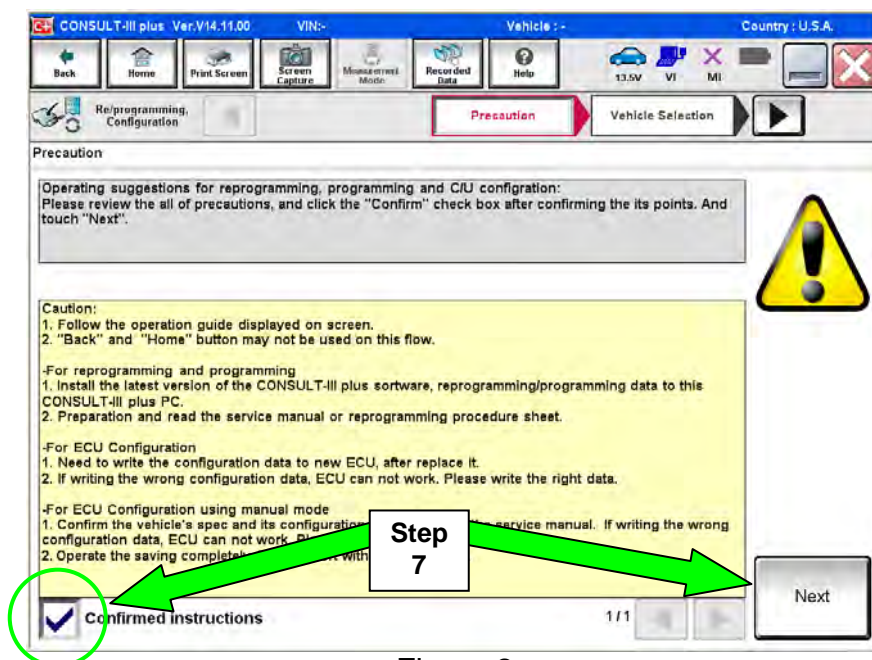 CONSULT-III plus Ver.V14.11.00 VIN:- Vehicle : - Country : U.S.A.
Back Home Print Screen Screen Capture Measurement Mode Recorded Data Help 13.5V VI MI
Re/programming, Configuration Precaution Vehicle Selection
Precaution
Operating suggestions for reprogramming, programming and C/U configration:
Please review the all of precautions, and click the "Confirm" check box after confirming the its points. And
touch "Next".
Caution:
1. Follow the operation guide displayed on screen.
2. "Back" and "Home" button may not be used on this flow.
-For reprogramming and programming
1. Install the latest version of the CONSULT-III plus sortware, reprogramming/programming data to this
CONSULT-III plus PC.
2. Preparation and read the service manual or reprogramming procedure sheet.
-For ECU Configuration
1. Need to write the configuration data to new ECU, after replace it.
2. If writing the wrong configuration data, ECU can not work. Please write the right data.
-For ECU Configuration using manual mode
1. Confirm the vehicle's spec and its configuration service manual. If writing the wrong
configuration data, ECU can not work.
2. Operate the saving
Step
7
Confirmed instructions 1/1 Next